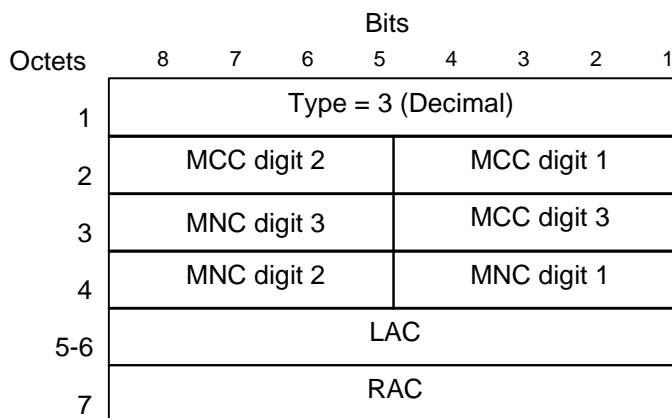 Bits
Octets 8 7 6 5 4 3 2 1
1 Type = 3 (Decimal)
2 MCC digit 2 MCC digit 1
3 MNC digit 3 MCC digit 3
4 MNC digit 2 MNC digit 1
5-6 LAC
7 RAC